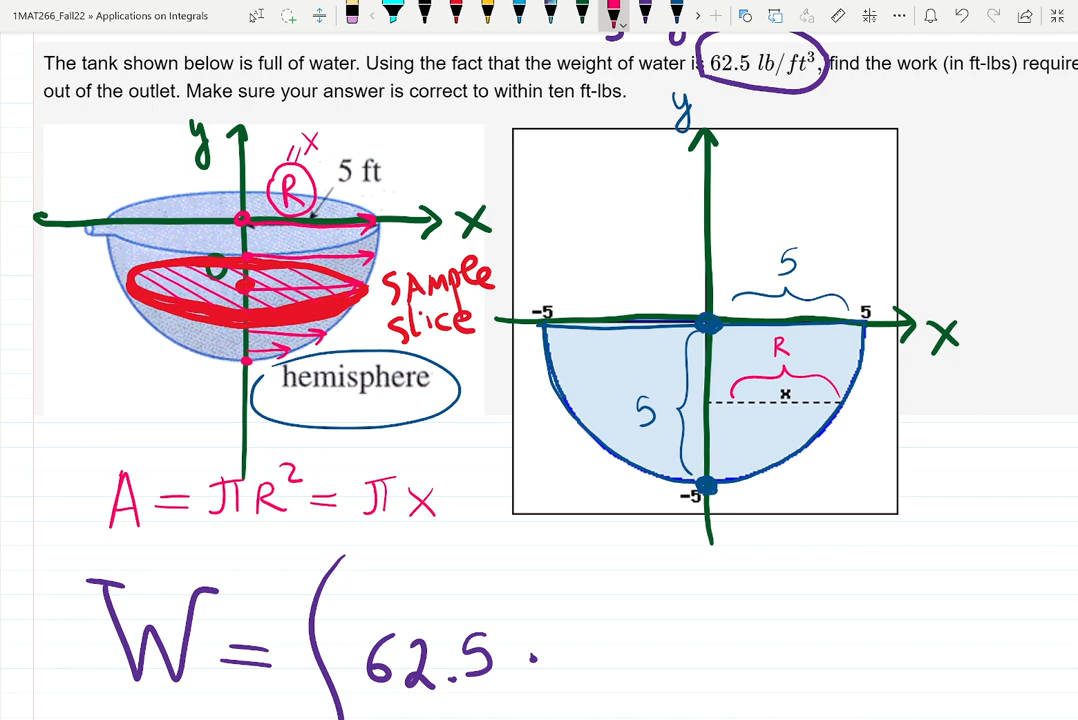 1MAT266_Fall22 » Applications on Integrals
The tank shown below is full of water. Using the fact that the weight of water is 62.5 lb/ft³, find the work (in ft-lbs) require
out of the outlet. Make sure your answer is correct to within ten ft-lbs.
y
= x
R
5 ft
x
0
SAMPLE
SLICE
hemisphere
y
5
-5
5
x
R
x
5
-5
A = πR² = πx
W = ( 62.5 ·